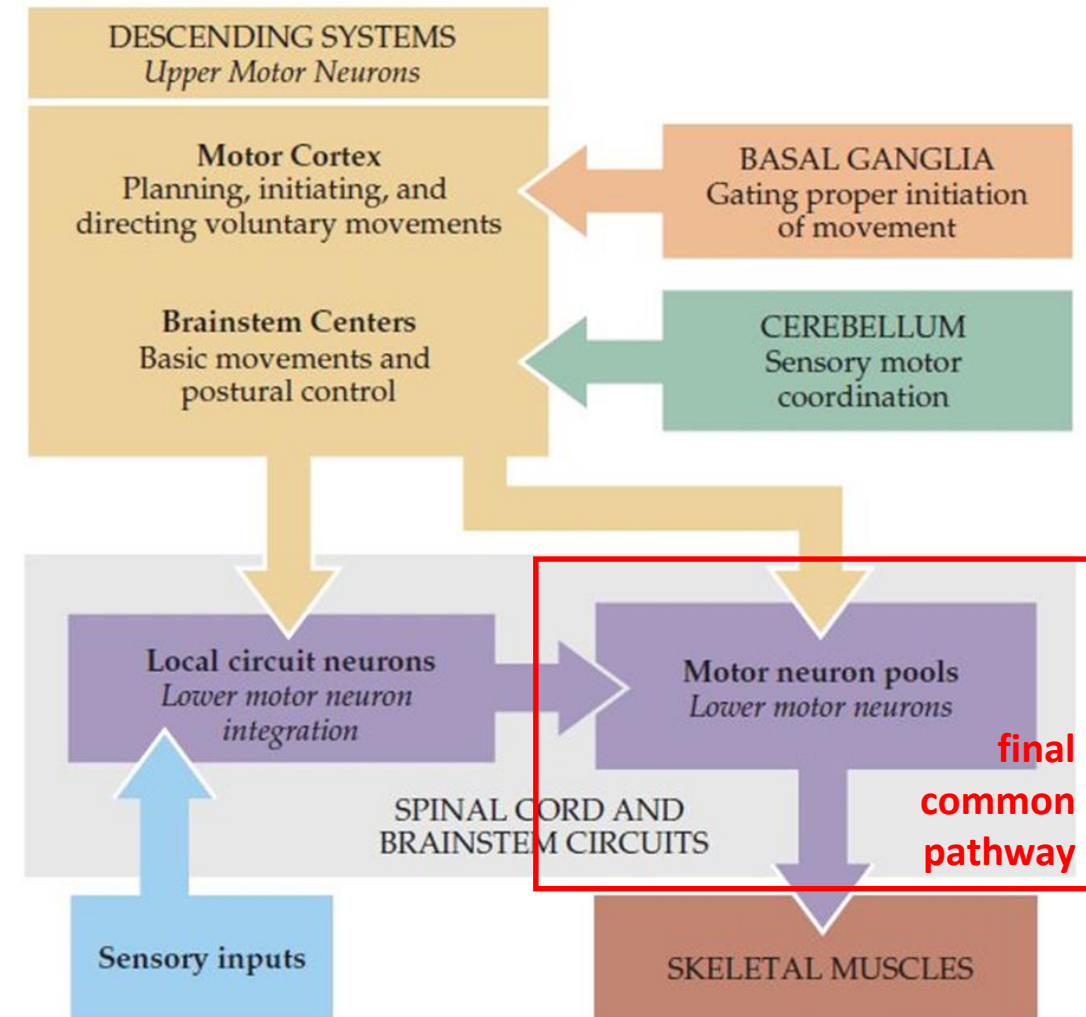 DESCENDING SYSTEMS
Upper Motor Neurons
Motor Cortex
Planning, initiating, and
directing voluntary movements
BASAL GANGLIA
Gating proper initiation
of movement
Brainstem Centers
Basic movements and
postural control
CEREBELLUM
Sensory motor
coordination
Local circuit neurons
Lower motor neuron
integration
Motor neuron pools
Lower motor neurons
final
common
pathway
SPINAL CORD AND
BRAINSTEM CIRCUITS
Sensory inputs
SKELETAL MUSCLES